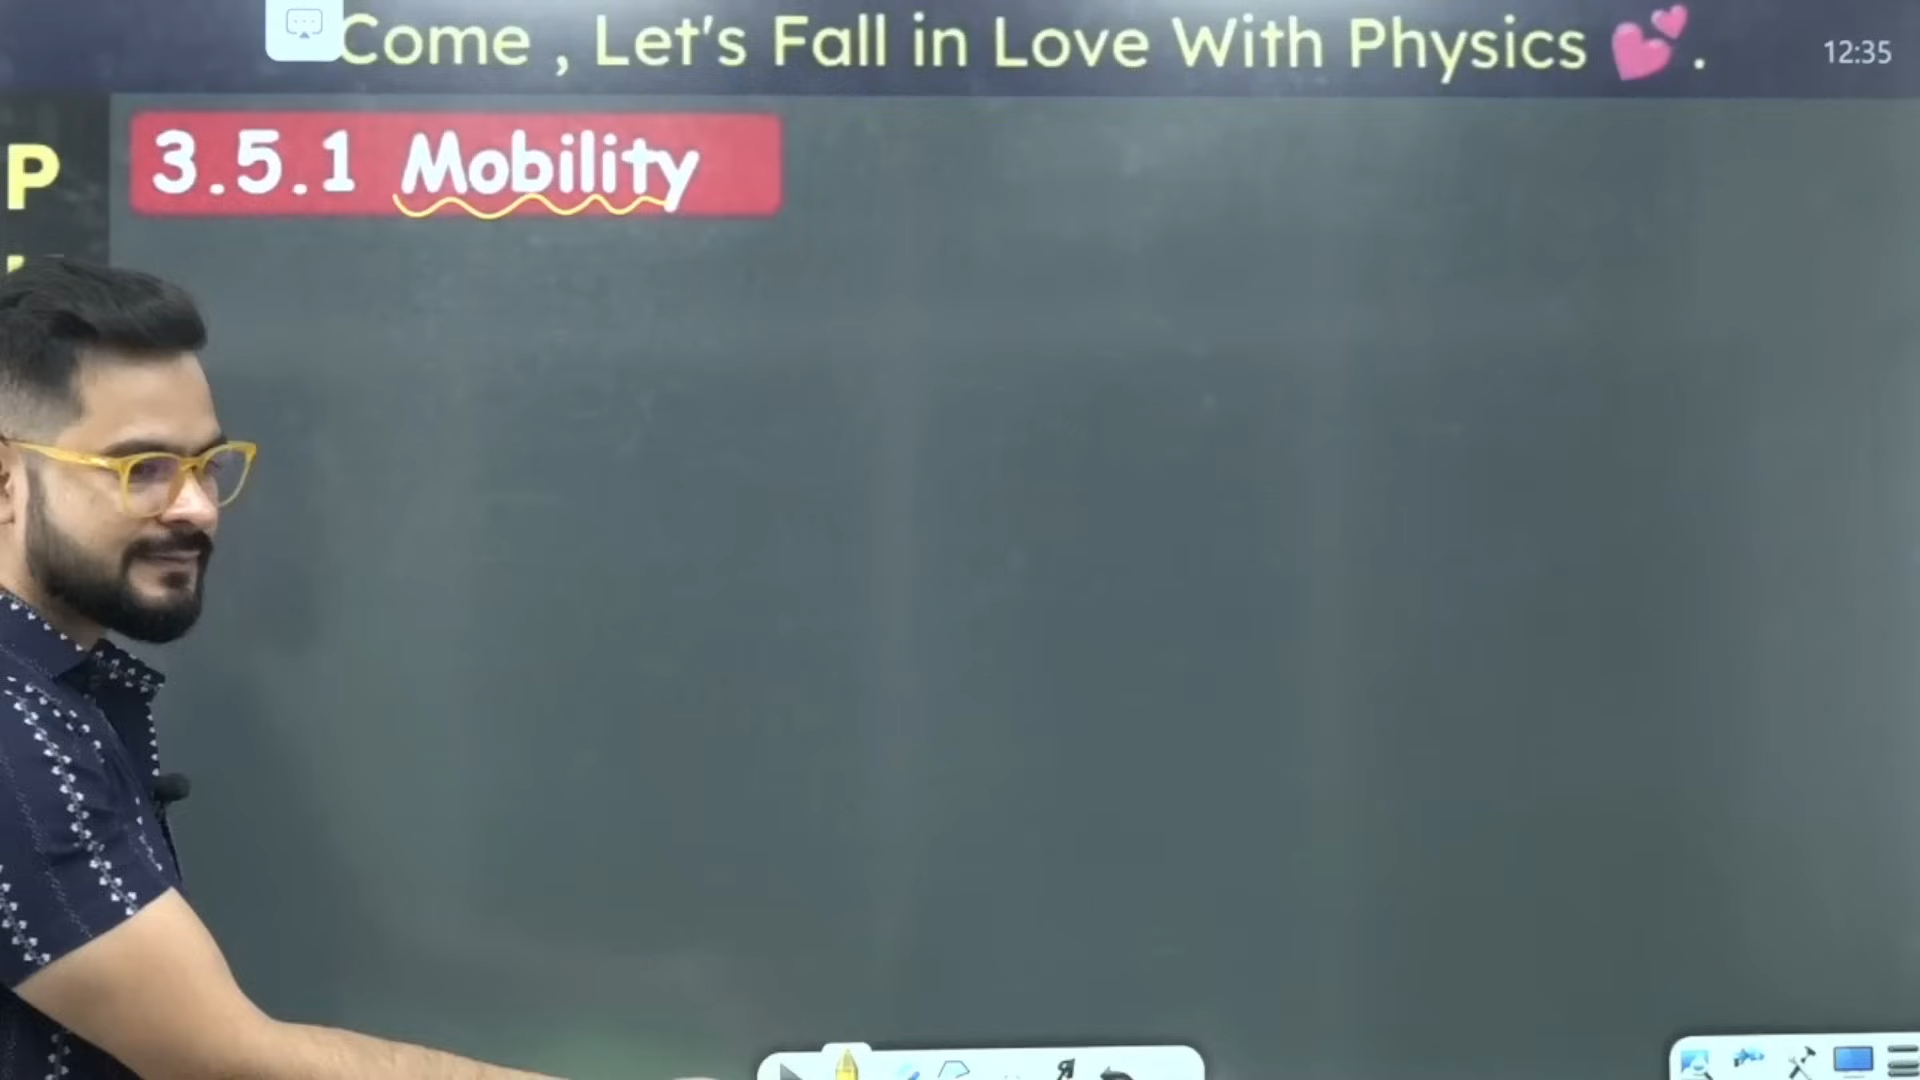 Come , Let's Fall in Love With Physics 💕.
12:35
P
3.5.1 Mobility